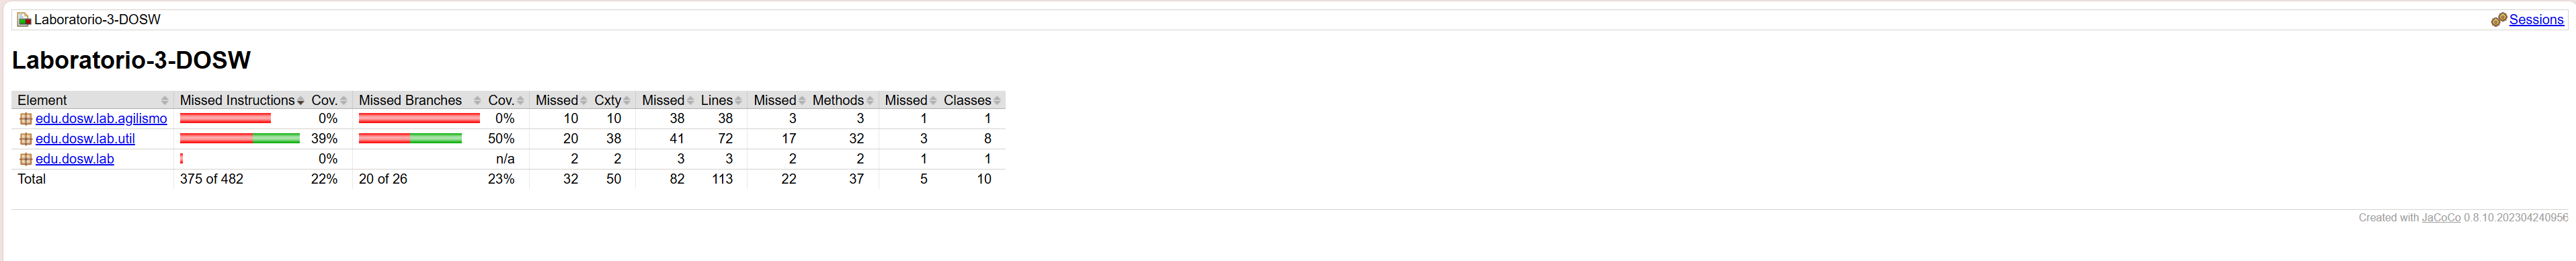 Laboratorio-3-DOSW Sessions
Laboratorio-3-DOSW
Element Missed Instructions Cov. Missed Branches Cov. Missed Cxty Missed Lines Missed Methods Missed Classes
edu.dosw.lab.agilismo 0% 0% 10 10 38 38 3 3 1 1
edu.dosw.lab.util 39% 50% 20 38 41 72 17 32 3 8
edu.dosw.lab 0% n/a 2 2 3 3 2 2 1 1
Total 375 of 482 22% 20 of 26 23% 32 50 82 113 22 37 5 10
Created with JaCoCo 0.8.10.202304240956